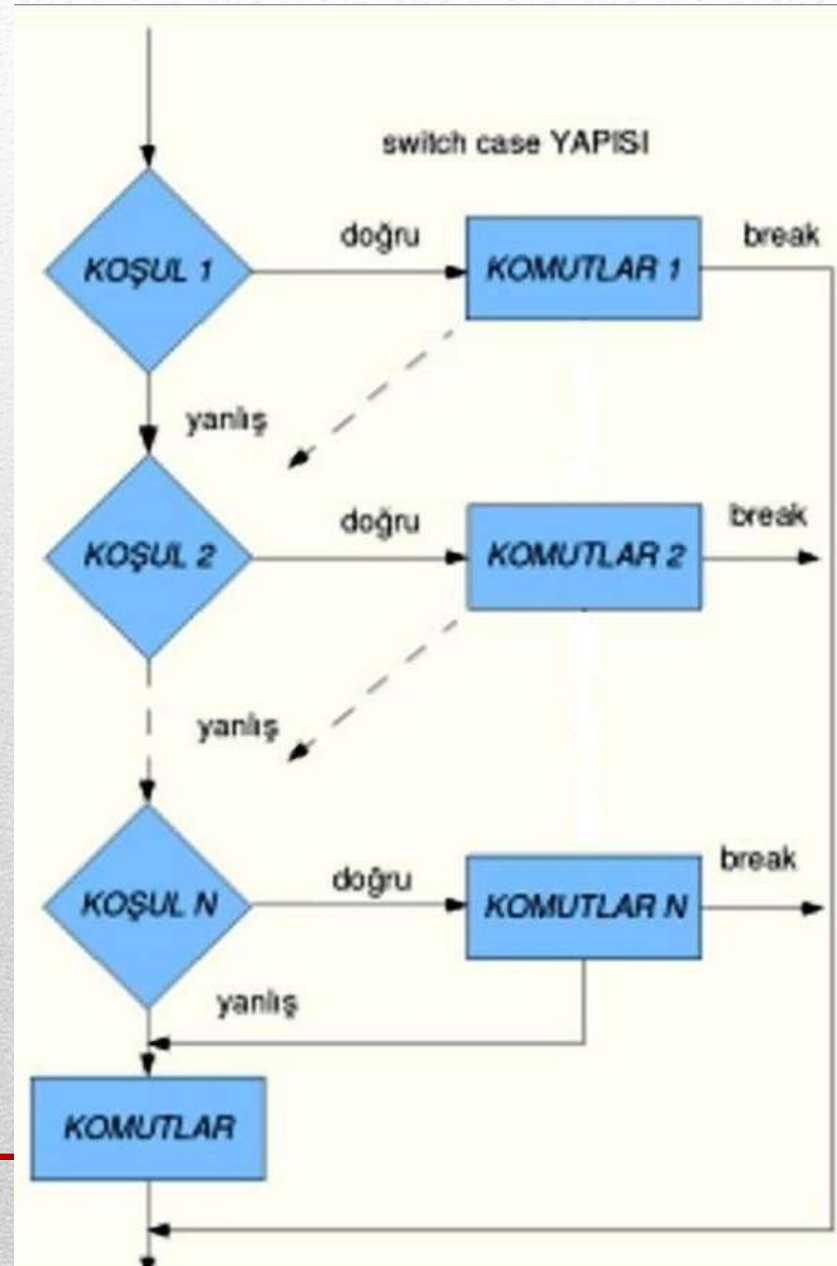 switch case YAPISI
KOŞUL 1
doğru
KOMUTLAR 1
break
yanlış
KOŞUL 2
doğru
KOMUTLAR 2
break
yanlış
KOŞUL N
doğru
KOMUTLAR N
break
yanlış
KOMUTLAR